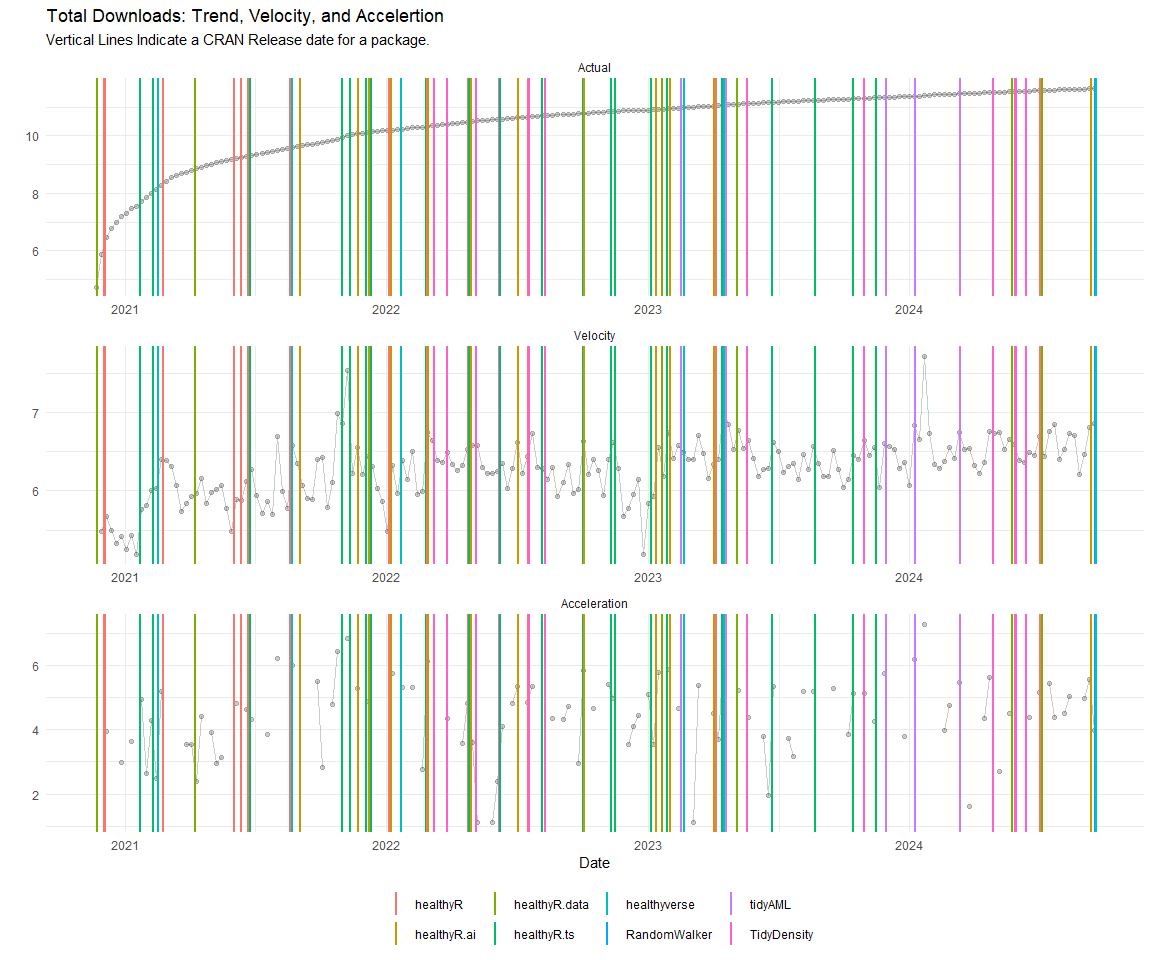 Total Downloads: Trend, Velocity, and Accelertion
Vertical Lines Indicate a CRAN Release date for a package.
Actual
10
8
6
2021 2022 2023 2024
Velocity
7
6
2021 2022 2023 2024
Acceleration
6
4
2
2021 2022 2023 2024
Date
healthyR healthyR.data healthyverse tidyAML
healthyR.ai healthyR.ts RandomWalker TidyDensity